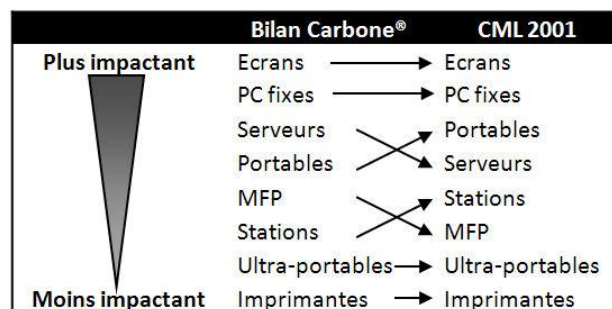 Bilan Carbone® CML 2001
Plus impactant Ecrans Ecrans
PC fixes PC fixes
Serveurs Portables
Portables Serveurs
MFP Stations
Stations MFP
Ultra-portables Ultra-portables
Moins impactant Imprimantes Imprimantes